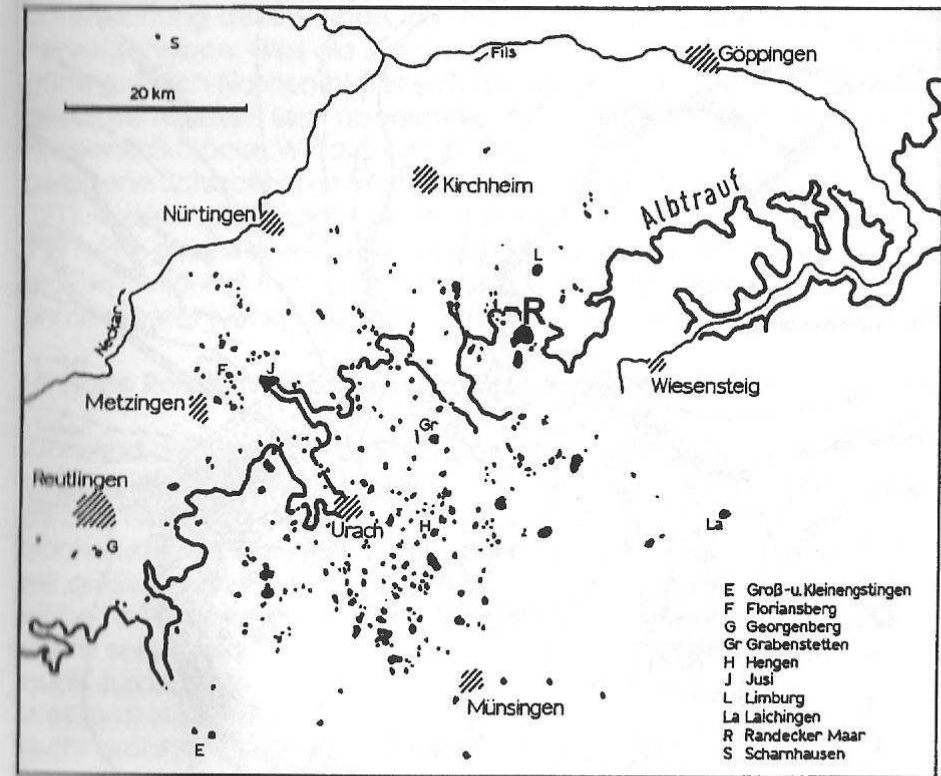 S
Fils
Göppingen
20 km
Kirchheim
Albtrauf
Nürtingen
L
R
Neckar
F
J
Wiesensteig
Metzingen
Gr
Reutlingen
Urach
H
La
G
E Groß-u.Kleinengstingen
F Floriansberg
G Georgenberg
Gr Grabenstetten
H Hengen
J Jusi
L Limburg
La Laichingen
R Randecker Maar
S Scharnhausen
Münsingen
E